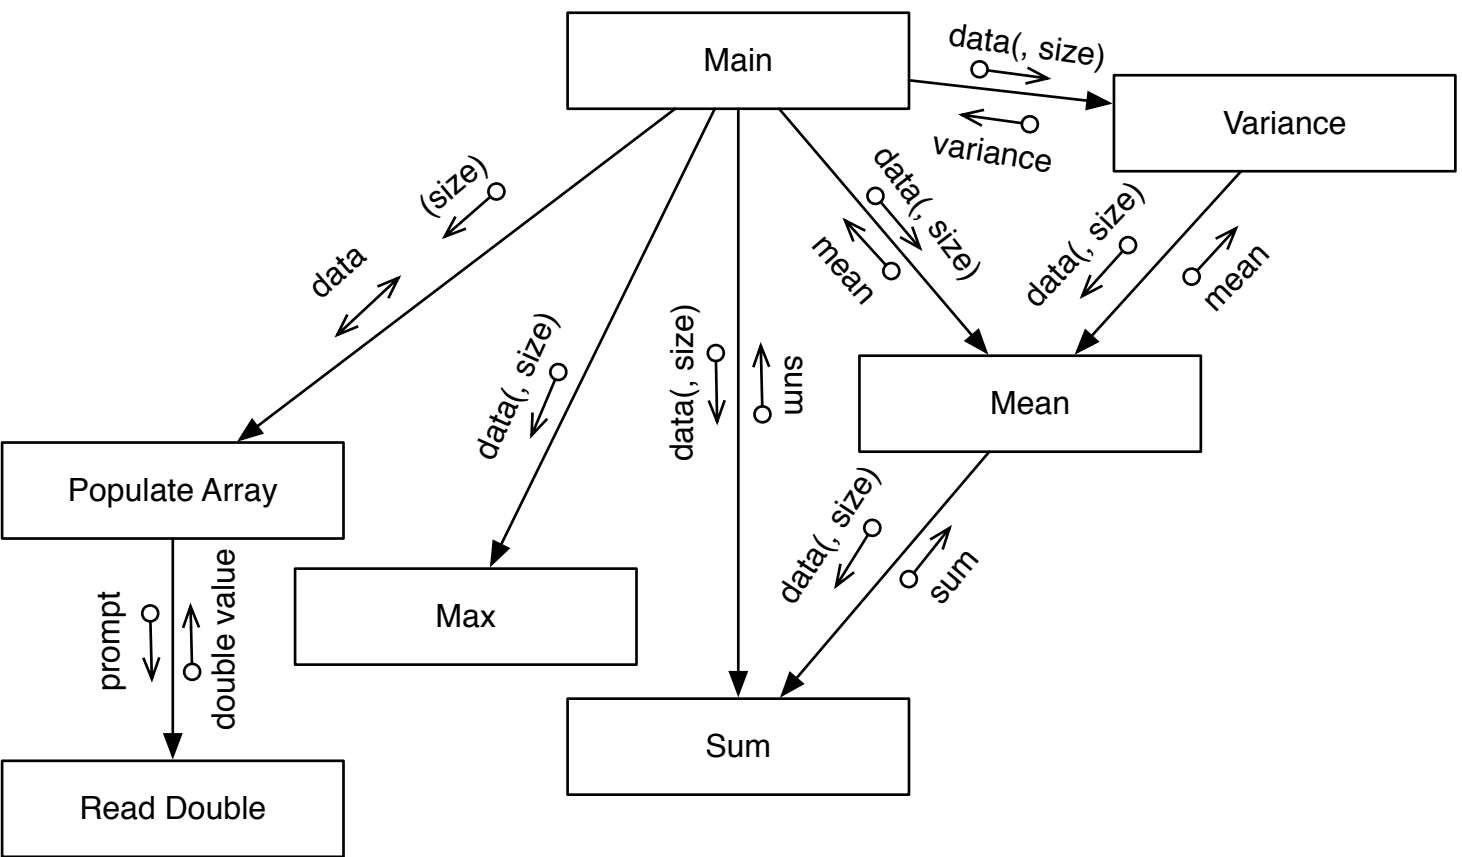 Main
data(, size)
variance
Variance
(size)
data
data(, size)
mean
data(, size)
mean
data(, size)
data(, size)
sum
Mean
Populate Array
data(, size)
sum
prompt
double value
Max
Sum
Read Double